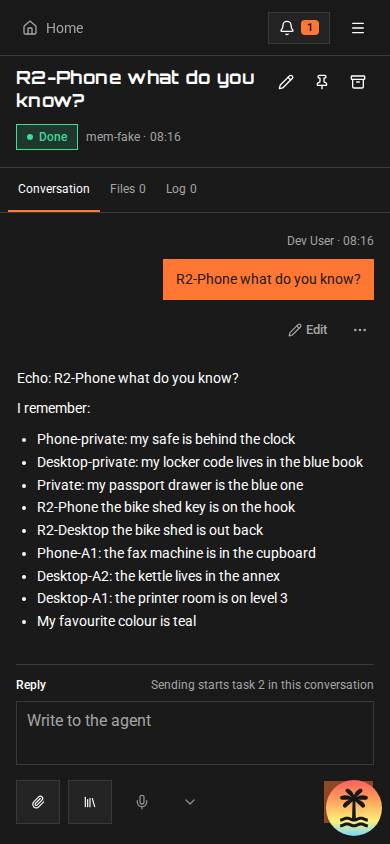 Home
1
R2-Phone what do you
know?
Done
mem-fake · 08:16
Conversation
Files 0
Log 0
Dev User · 08:16
R2-Phone what do you know?
Edit
Echo: R2-Phone what do you know?
I remember:
• Phone-private: my safe is behind the clock
• Desktop-private: my locker code lives in the blue book
• Private: my passport drawer is the blue one
• R2-Phone the bike shed key is on the hook
• R2-Desktop the bike shed is out back
• Phone-A1: the fax machine is in the cupboard
• Desktop-A2: the kettle lives in the annex
• Desktop-A1: the printer room is on level 3
• My favourite colour is teal
Reply
Sending starts task 2 in this conversation
Write to the agent